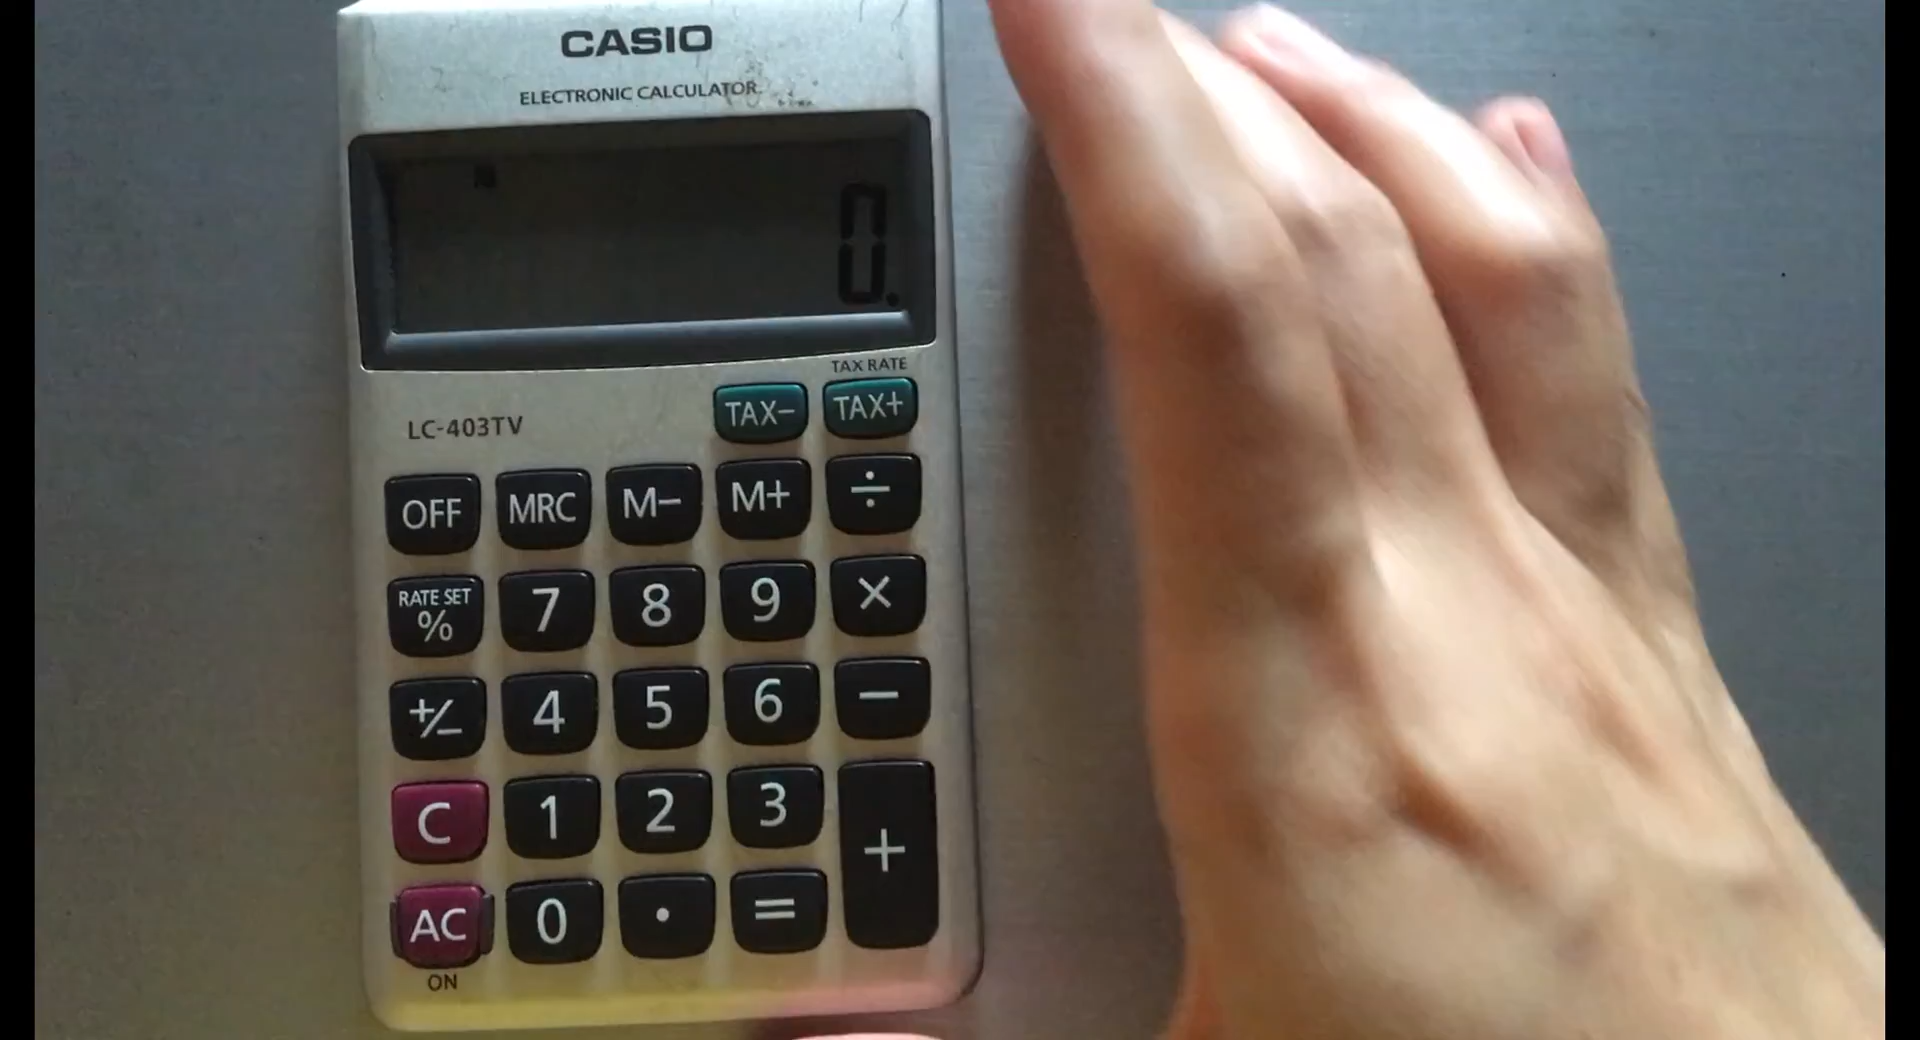 CASIO
ELECTRONIC CALCULATOR
0.
TAX RATE
LC-403TV TAX− TAX+
OFF MRC M− M+ ÷
RATE SET
% 7 8 9 ×
+/− 4 5 6 −
C 1 2 3
+
AC 0 · =
ON